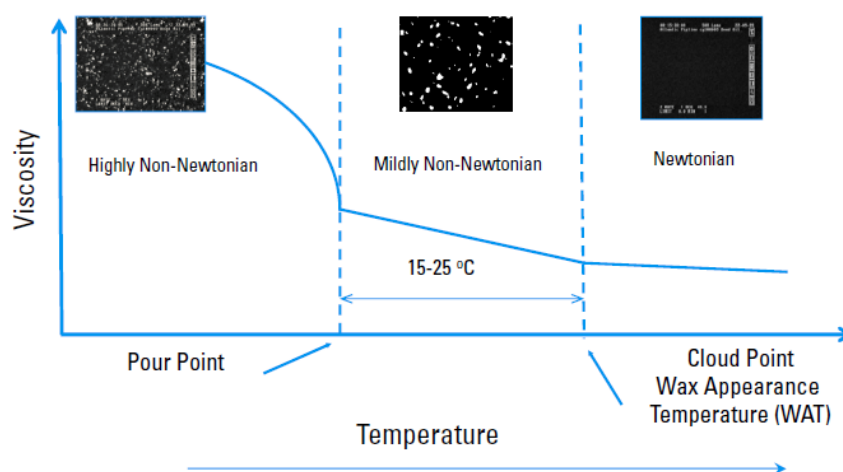 Viscosity
Highly Non-Newtonian
Mildly Non-Newtonian
Newtonian
15-25 ºC
Pour Point
Cloud Point
Wax Appearance
Temperature (WAT)
Temperature